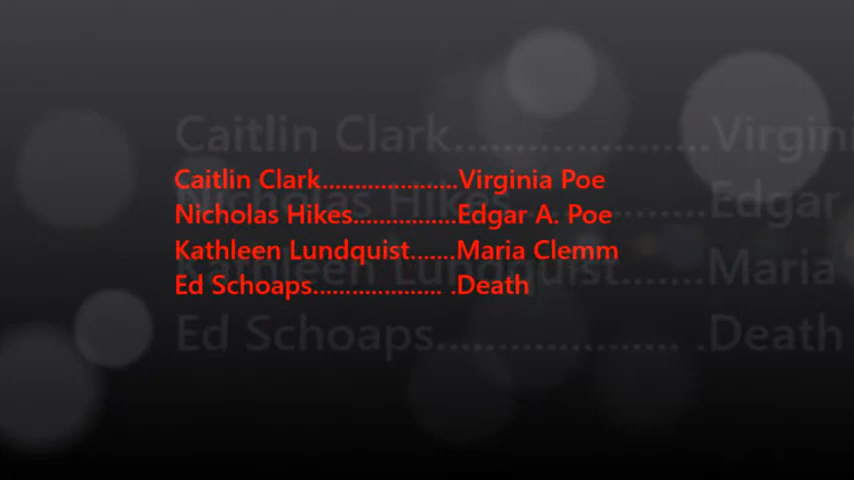 Caitlin Clark.....................Virginia Poe
Nicholas Hikes................Edgar A. Poe
Kathleen Lundquist.......Maria Clemm
Ed Schoaps.................... .Death